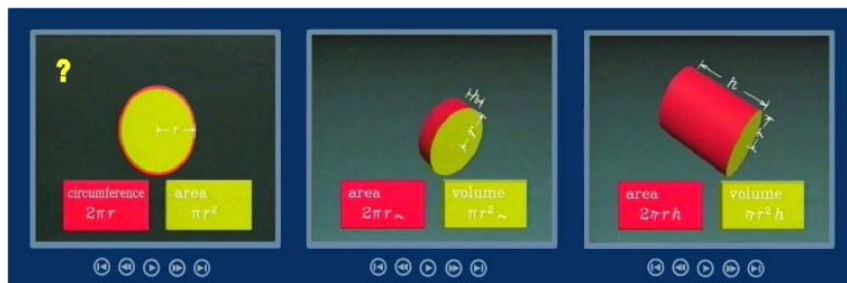 ?
r
circumference
2πr
area
πr²
h
r
area
2πr
volume
πr²
h
r
area
2πrh
volume
πr²h